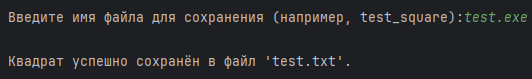 Введите имя файла для сохранения (например, test_square):test.exe
Квадрат успешно сохранён в файл 'test.txt'.